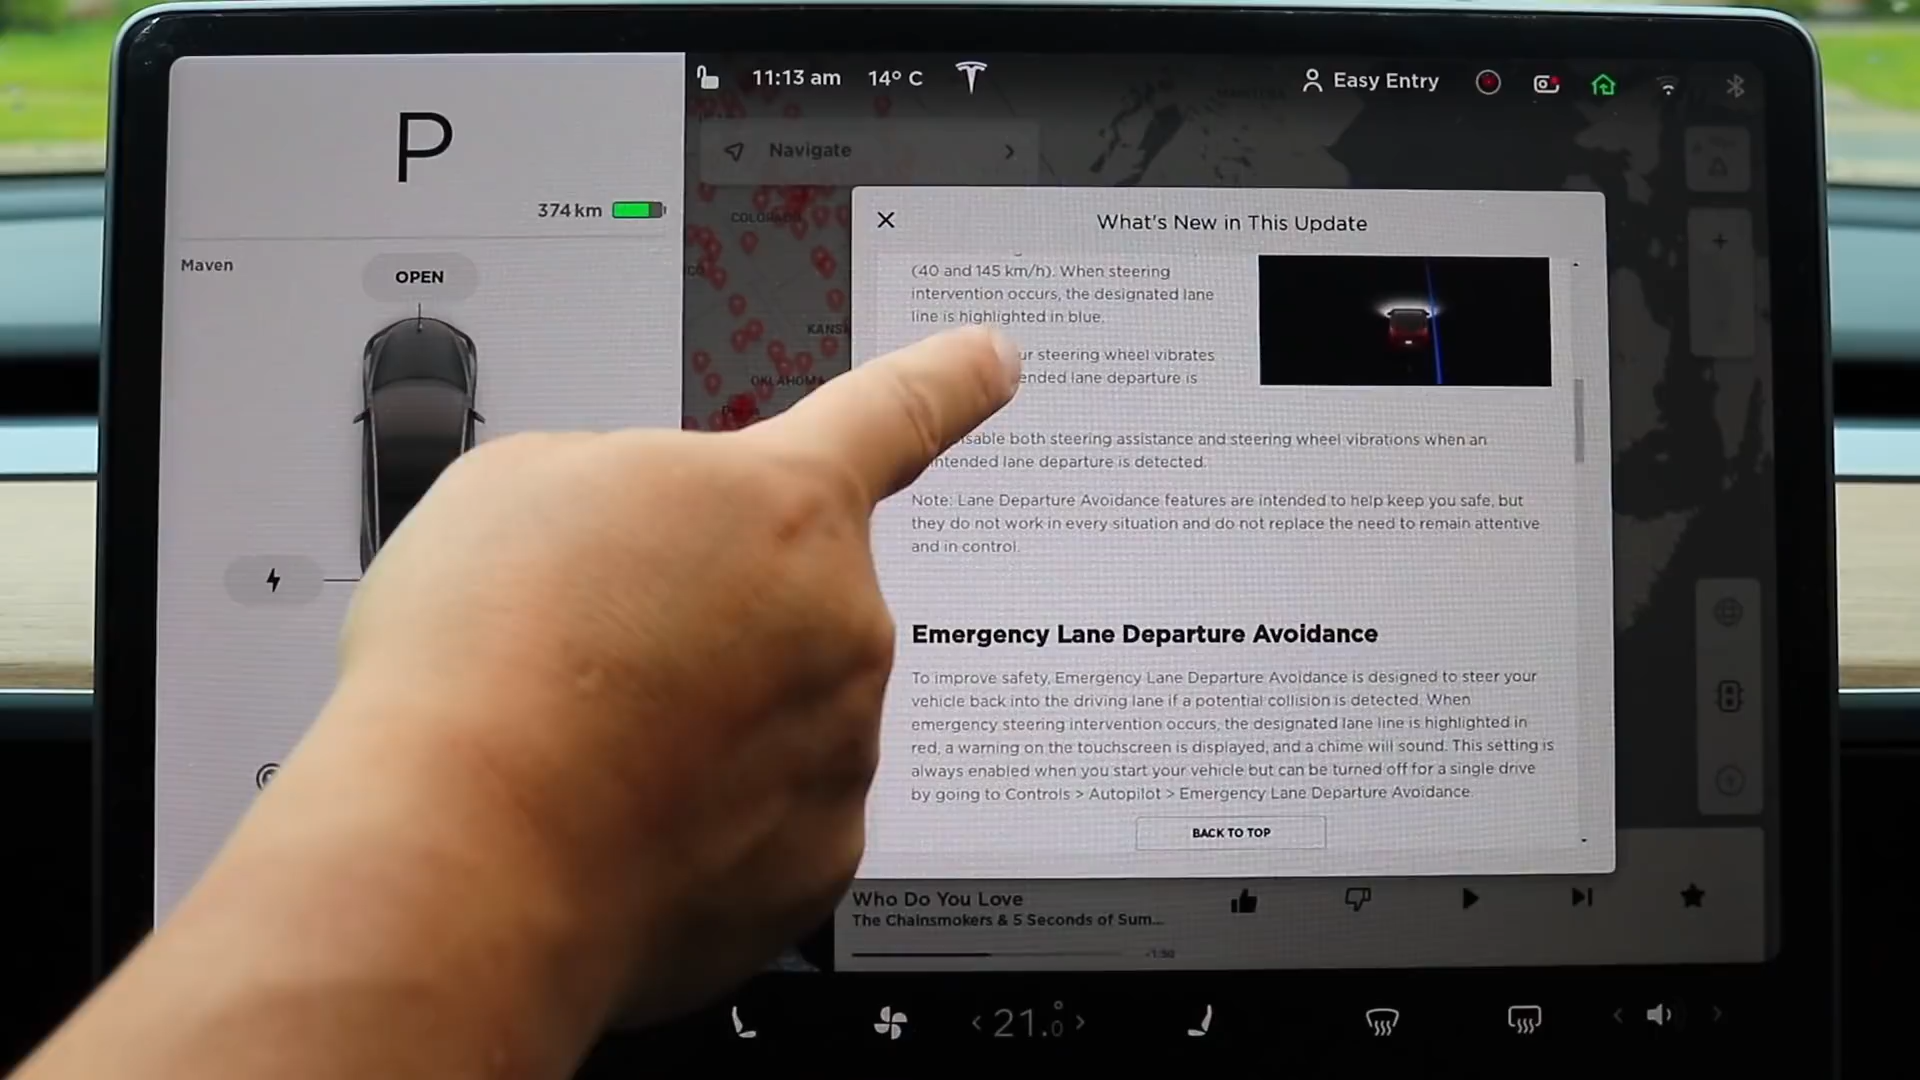 P
374 km
Maven
OPEN
11:13 am 14° C
Easy Entry
Navigate
COLORADO
KANS
OKLAHOMA
What's New in This Update
(40 and 145 km/h). When steering
intervention occurs, the designated lane
line is highlighted in blue.
ur steering wheel vibrates
ended lane departure is
sable both steering assistance and steering wheel vibrations when an
ntended lane departure is detected.
Note: Lane Departure Avoidance features are intended to help keep you safe, but
they do not work in every situation and do not replace the need to remain attentive
and in control.
Emergency Lane Departure Avoidance
To improve safety, Emergency Lane Departure Avoidance is designed to steer your
vehicle back into the driving lane if a potential collision is detected. When
emergency steering intervention occurs, the designated lane line is highlighted in
red, a warning on the touchscreen is displayed, and a chime will sound. This setting is
always enabled when you start your vehicle but can be turned off for a single drive
by going to Controls > Autopilot > Emergency Lane Departure Avoidance.
BACK TO TOP
Who Do You Love
The Chainsmokers & 5 Seconds of Sum...
-1:50
21.0°